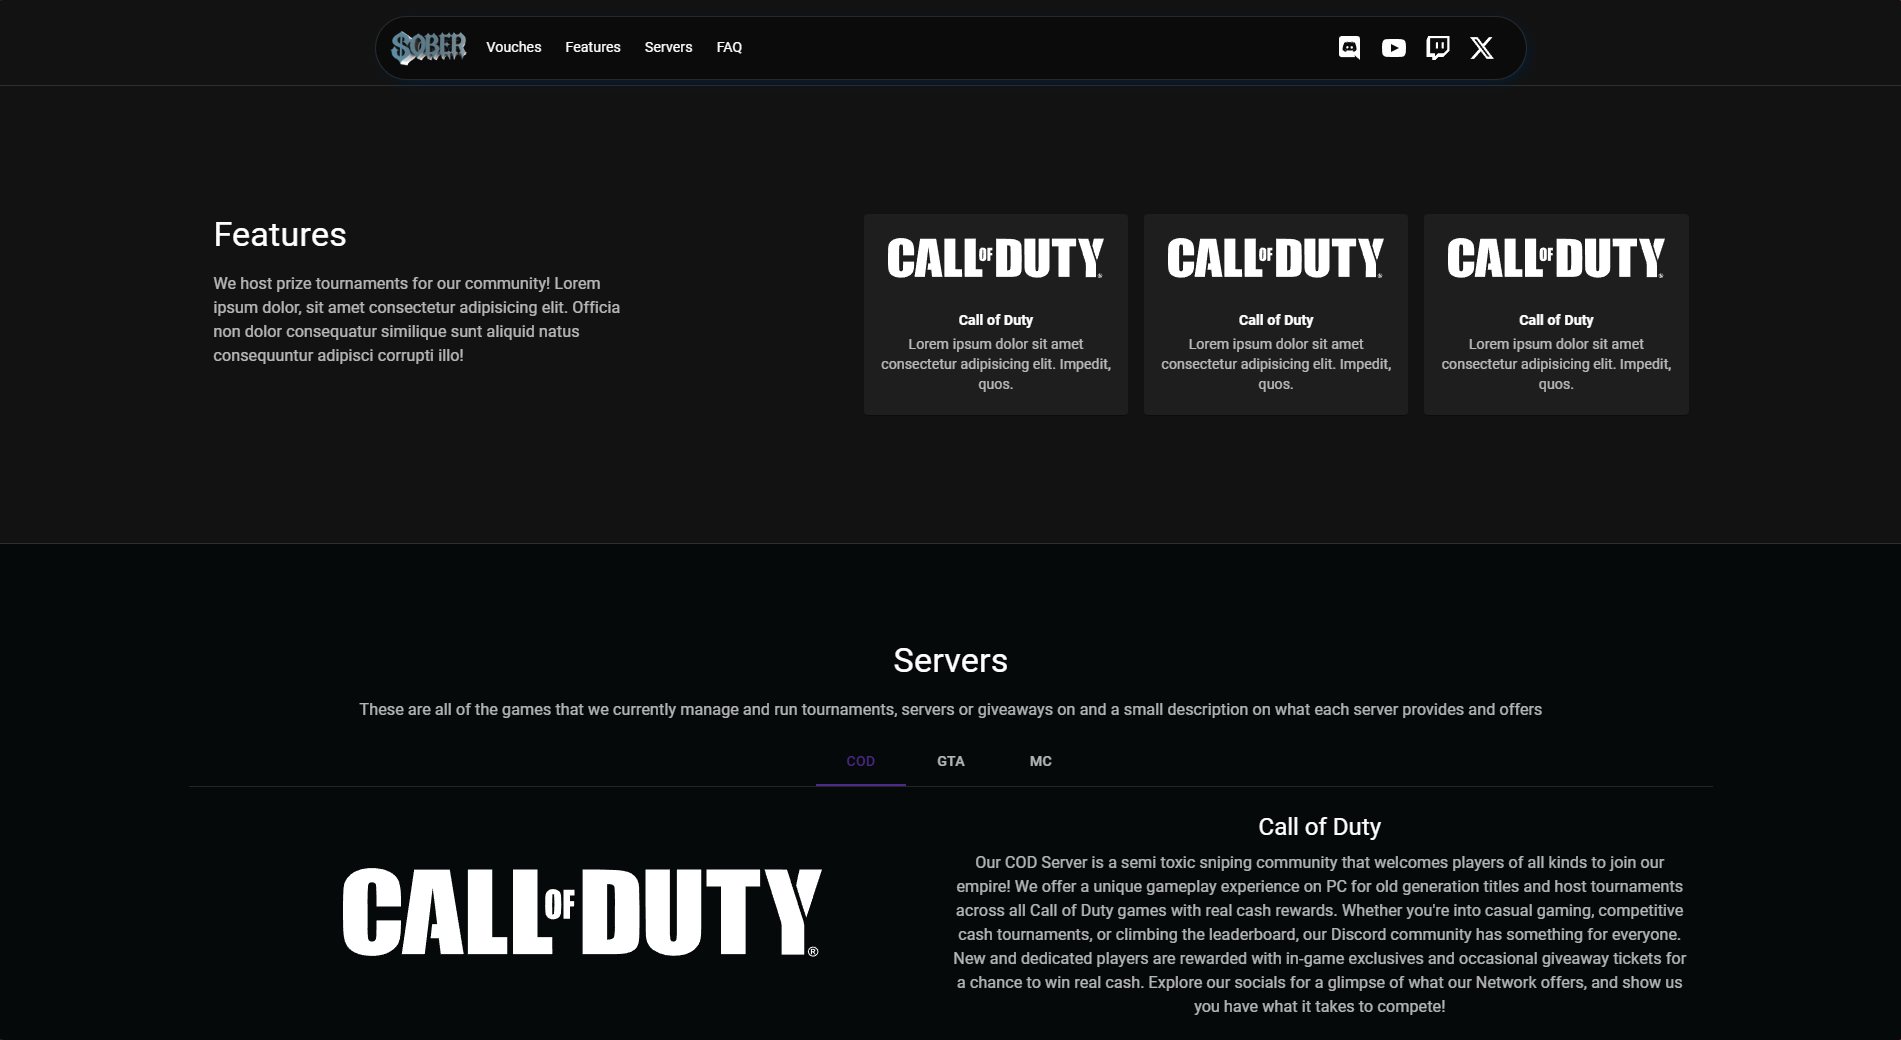 $OBER
Vouches
Features
Servers
FAQ
Features
We host prize tournaments for our community! Lorem
ipsum dolor, sit amet consectetur adipisicing elit. Officia
non dolor consequatur similique sunt aliquid natus
consequuntur adipisci corrupti illo!
CALL OF DUTY®
Call of Duty
Lorem ipsum dolor sit amet
consectetur adipisicing elit. Impedit,
quos.
CALL OF DUTY®
Call of Duty
Lorem ipsum dolor sit amet
consectetur adipisicing elit. Impedit,
quos.
CALL OF DUTY®
Call of Duty
Lorem ipsum dolor sit amet
consectetur adipisicing elit. Impedit,
quos.
Servers
These are all of the games that we currently manage and run tournaments, servers or giveaways on and a small description on what each server provides and offers
COD
GTA
MC
CALL OF DUTY®
Call of Duty
Our COD Server is a semi toxic sniping community that welcomes players of all kinds to join our
empire! We offer a unique gameplay experience on PC for old generation titles and host tournaments
across all Call of Duty games with real cash rewards. Whether you're into casual gaming, competitive
cash tournaments, or climbing the leaderboard, our Discord community has something for everyone.
New and dedicated players are rewarded with in-game exclusives and occasional giveaway tickets for
a chance to win real cash. Explore our socials for a glimpse of what our Network offers, and show us
you have what it takes to compete!